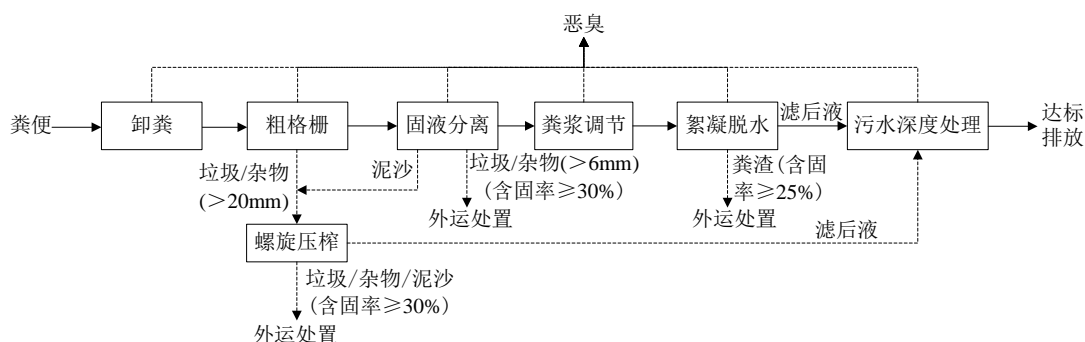 恶臭
粪便
卸粪
粗格栅
固液分离
粪浆调节
絮凝脱水
滤后液
污水深度处理
达标
排放
垃圾/杂物
(>20mm)
泥沙
垃圾/杂物(>6mm)
(含固率≥30%)
外运处置
粪渣(含固
率≥25%)
外运处置
螺旋压榨
滤后液
垃圾/杂物/泥沙
(含固率≥30%)
外运处置